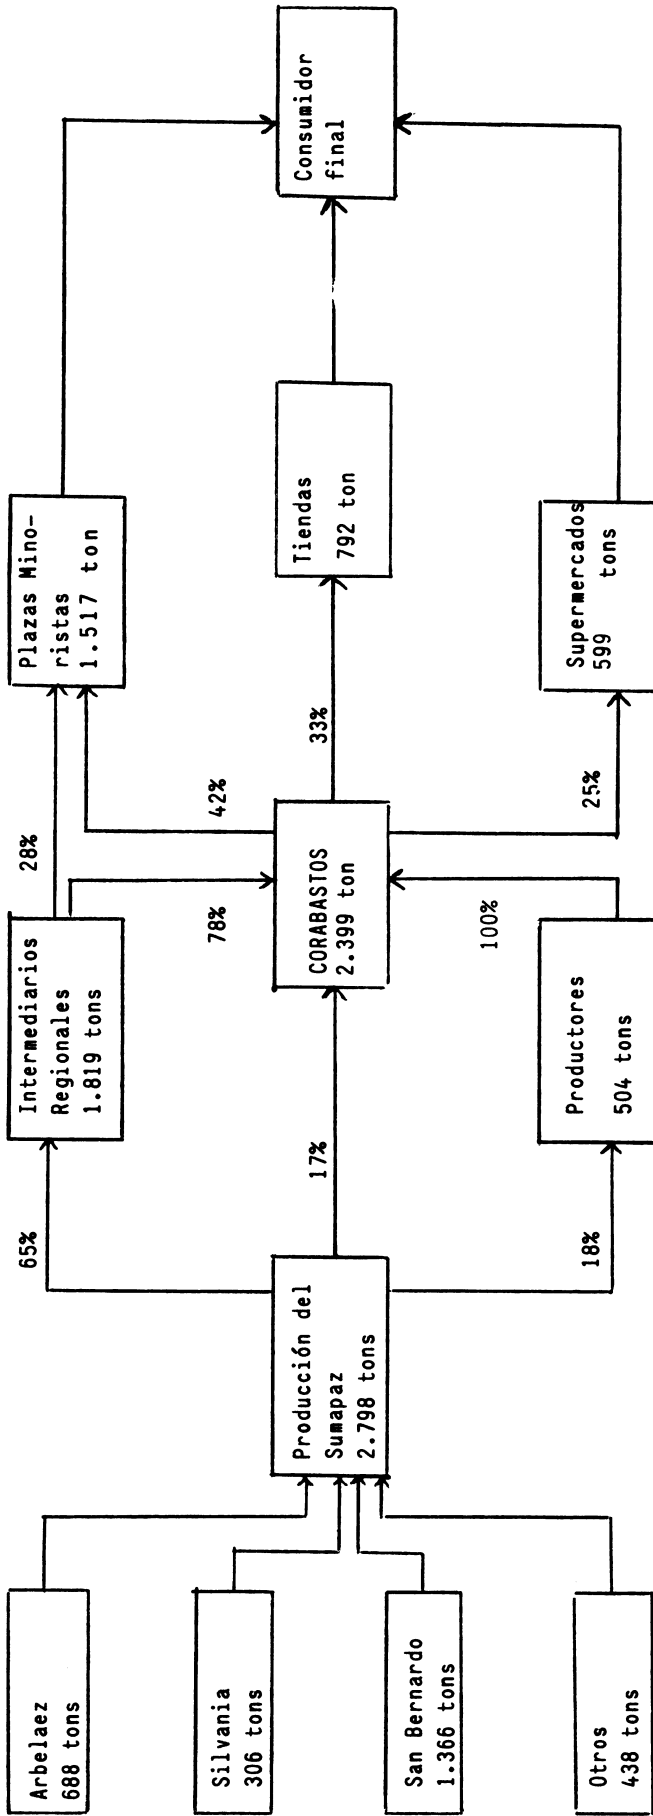 Arbelaez
688 tons
Silvania
306 tons
San Bernardo
1.366 tons
Otros
438 tons
Producción del
Sumapaz
2.798 tons
65%
17%
18%
Intermediarios
Regionales
1.819 tons
Productores
504 tons
28%
78%
100%
CORABASTOS
2.399 ton
42%
33%
25%
Plazas Mino-
ristas
1.517 ton
Tiendas
792 ton
Supermercados
599 tons
Consumidor
final